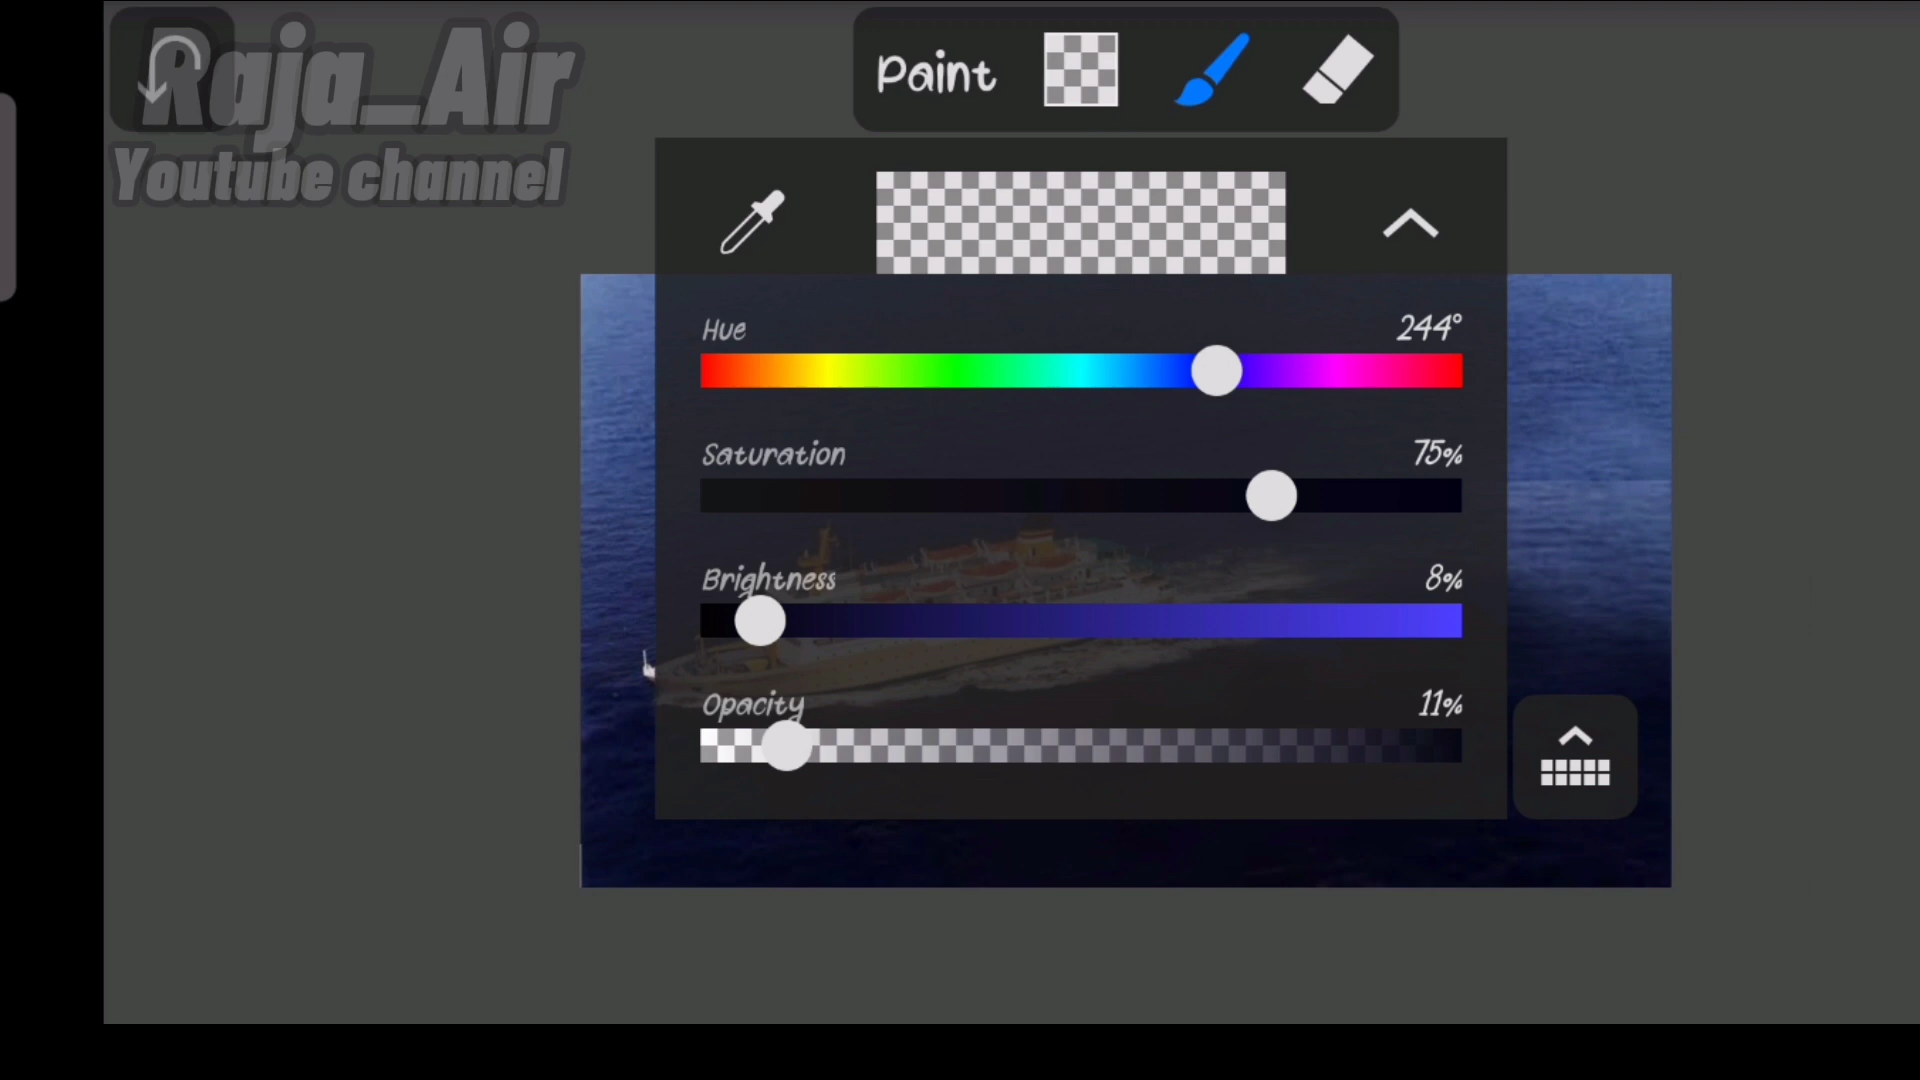 Raja_Air
Youtube channel
Paint
Hue 244°
Saturation 75%
Brightness 8%
Opacity 11%